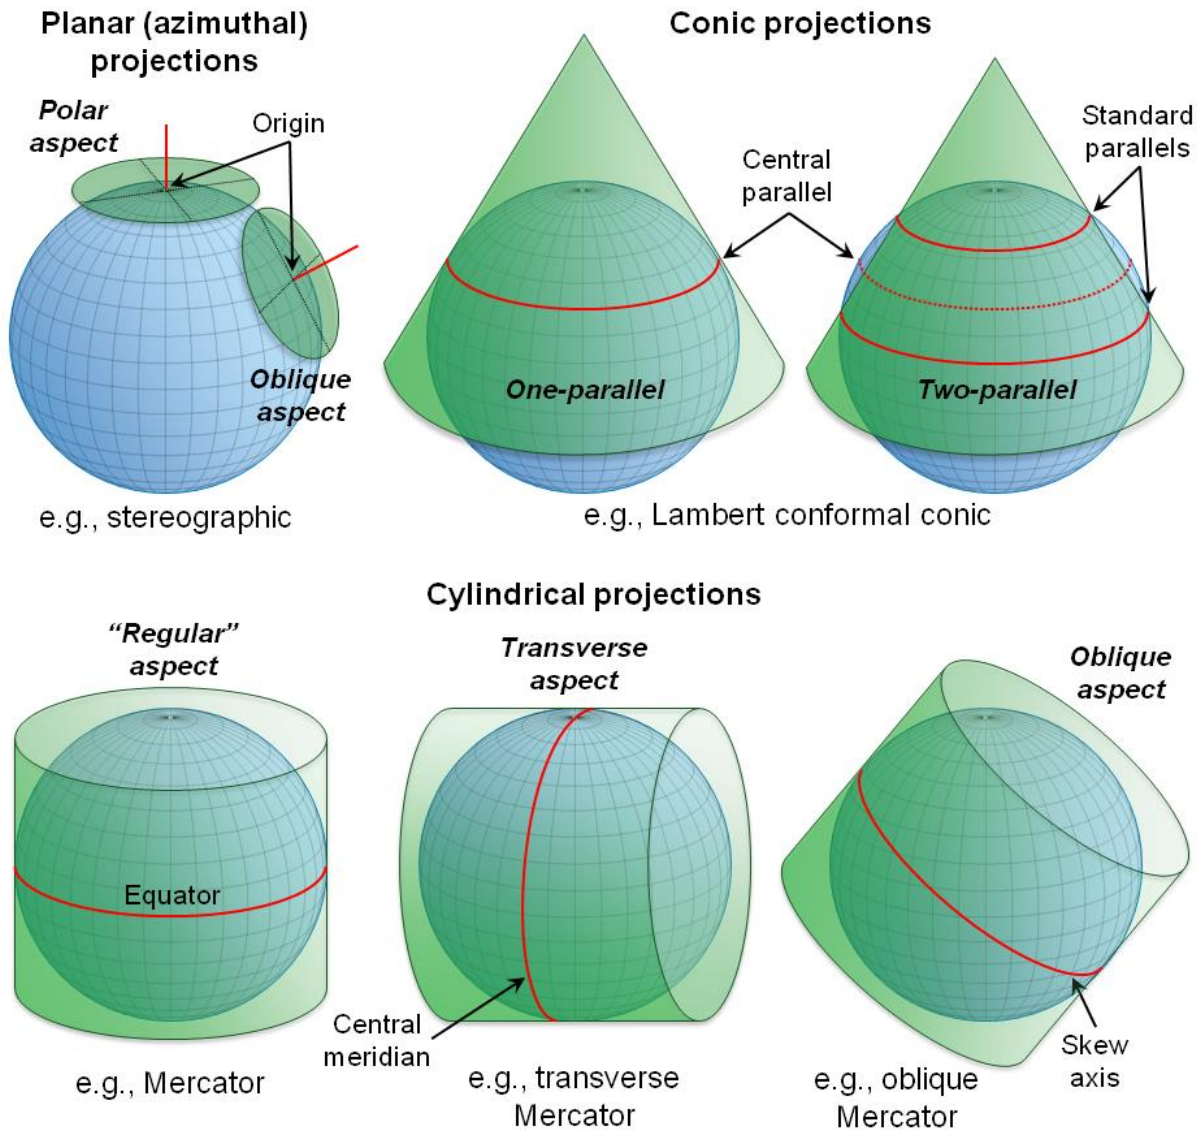 Planar (azimuthal)
projections
Polar
aspect
Origin
Oblique
aspect
e.g., stereographic
Conic projections
Central
parallel
Standard
parallels
One-parallel
Two-parallel
e.g., Lambert conformal conic
Cylindrical projections
“Regular”
aspect
Equator
e.g., Mercator
Transverse
aspect
Central
meridian
e.g., transverse
Mercator
Oblique
aspect
Skew
axis
e.g., oblique
Mercator